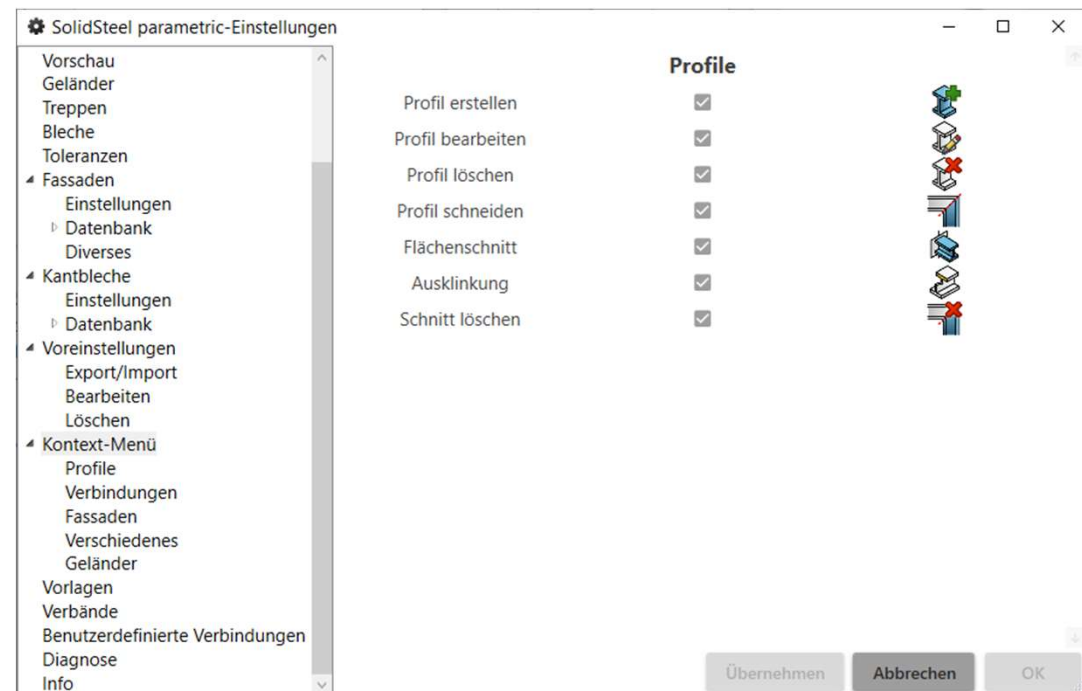 SolidSteel parametric-Einstellungen
Vorschau
Geländer
Treppen
Bleche
Toleranzen
Fassaden
Einstellungen
Datenbank
Diverses
Kantbleche
Einstellungen
Datenbank
Voreinstellungen
Export/Import
Bearbeiten
Löschen
Kontext-Menü
Profile
Verbindungen
Fassaden
Verschiedenes
Geländer
Vorlagen
Verbände
Benutzerdefinierte Verbindungen
Diagnose
Info
Profile
Profil erstellen
Profil bearbeiten
Profil löschen
Profil schneiden
Flächenschnitt
Ausklinkung
Schnitt löschen
Übernehmen Abbrechen OK